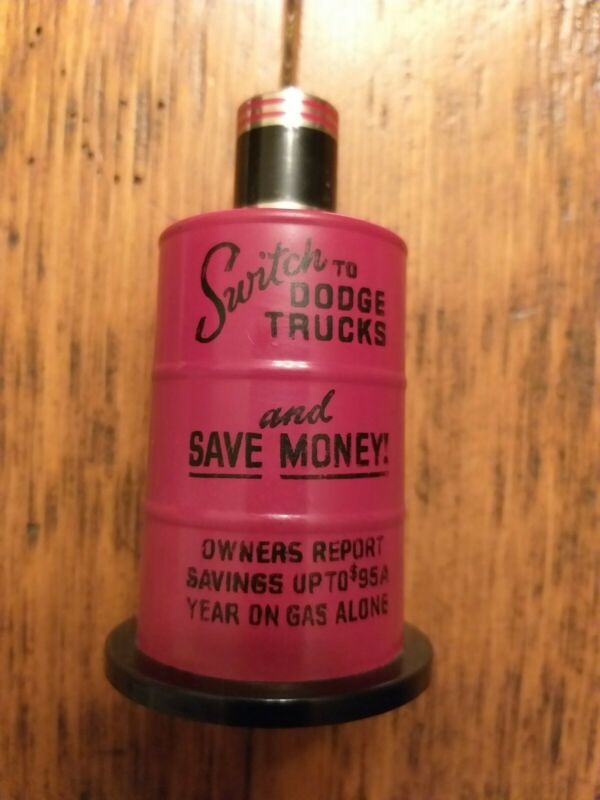 Switch TO
DODGE
TRUCKS
and
SAVE MONEY!
OWNERS REPORT
SAVINGS UP TO $95 A
YEAR ON GAS ALONE